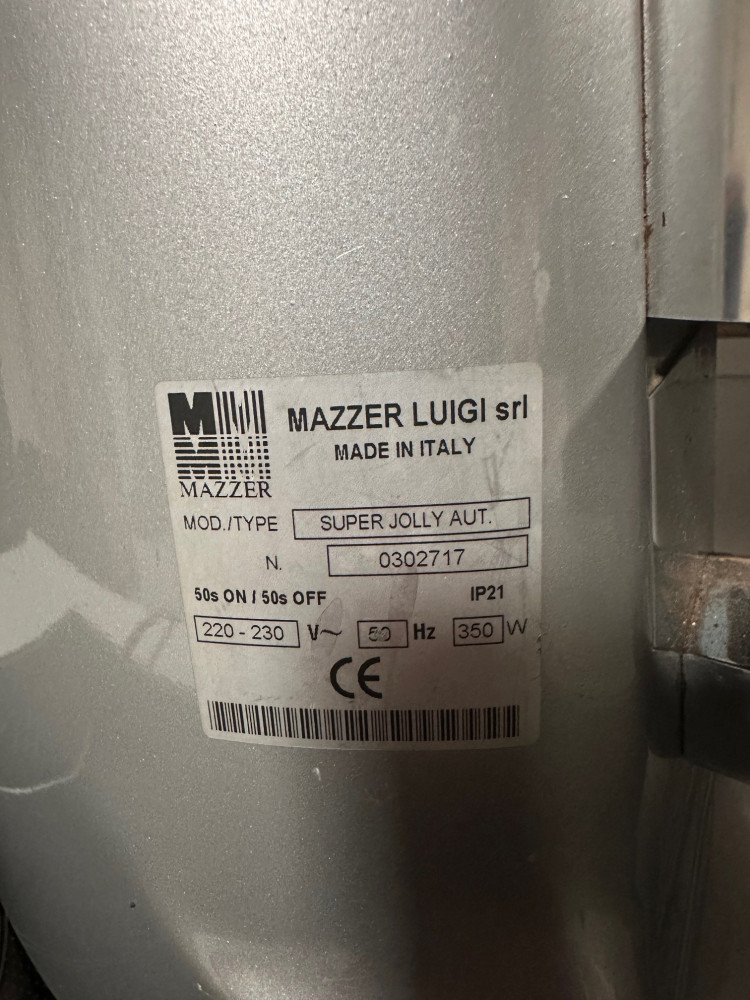 MAZZER LUIGI srl
MADE IN ITALY
MAZZER
MOD./TYPE SUPER JOLLY AUT.
N. 0302717
50s ON / 50s OFF IP21
220 - 230 V~ 50 Hz 350 W
CE